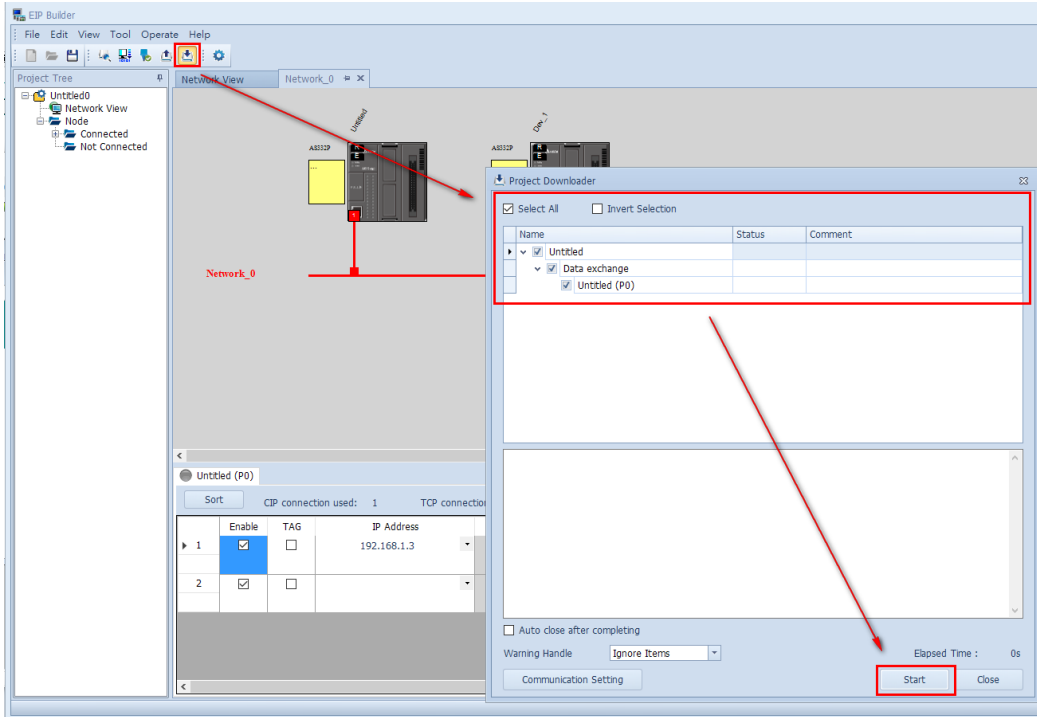 EIP Builder
File Edit View Tool Operate Help
Project Tree
Untitled0
Network View
Node
Connected
Not Connected
Network View
Network_0
Untitled
AS332P
Dev_1
AS332P
1
Network_0
Untitled (P0)
Sort
CIP connection used: 1
TCP connection
Enable TAG IP Address
1 192.168.1.3
2
Project Downloader
Select All
Invert Selection
Name Status Comment
Untitled
Data exchange
Untitled (P0)
Auto close after completing
Warning Handle
Ignore Items
Elapsed Time : 0s
Communication Setting
Start
Close